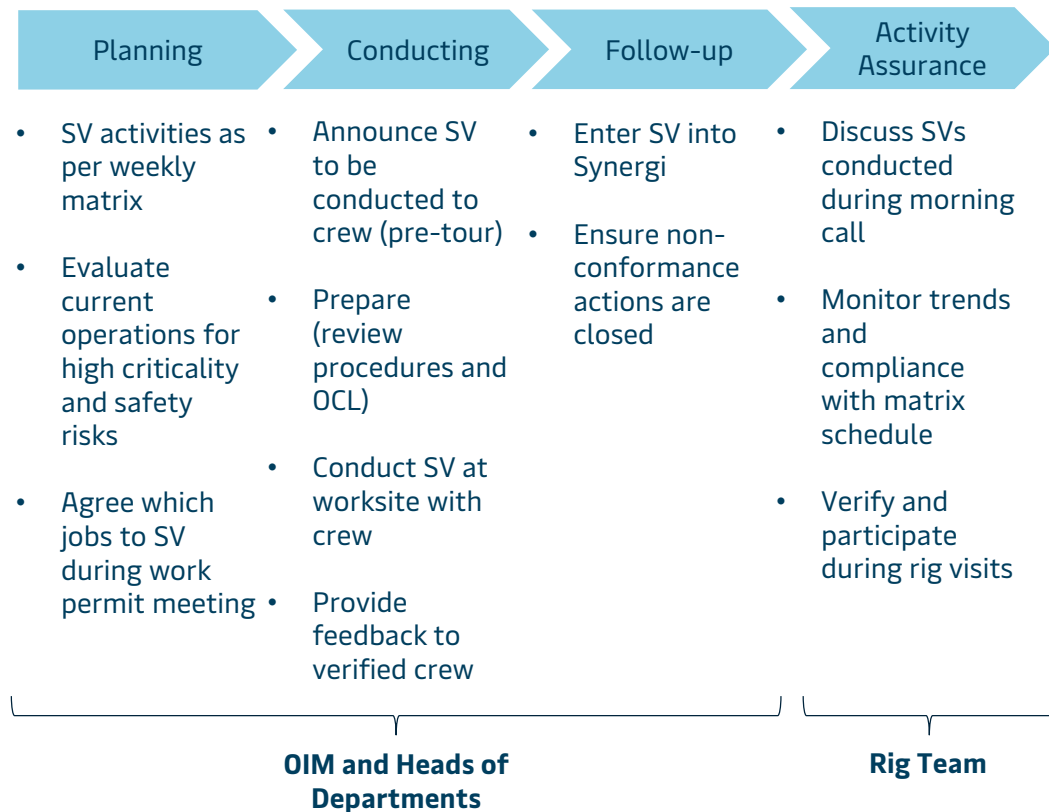 Planning
Conducting
Follow-up
Activity
Assurance
• SV activities as
per weekly
matrix
• Evaluate
current
operations for
high criticality
and safety
risks
• Agree which
jobs to SV
during work
permit meeting
• Announce SV
to be
conducted to
crew (pre-tour)
• Prepare
(review
procedures and
OCL)
• Conduct SV at
worksite with
crew
• Provide
feedback to
verified crew
• Enter SV into
Synergi
• Ensure non-
conformance
actions are
closed
• Discuss SVs
conducted
during morning
call
• Monitor trends
and
compliance
with matrix
schedule
• Verify and
participate
during rig visits
OIM and Heads of
Departments
Rig Team